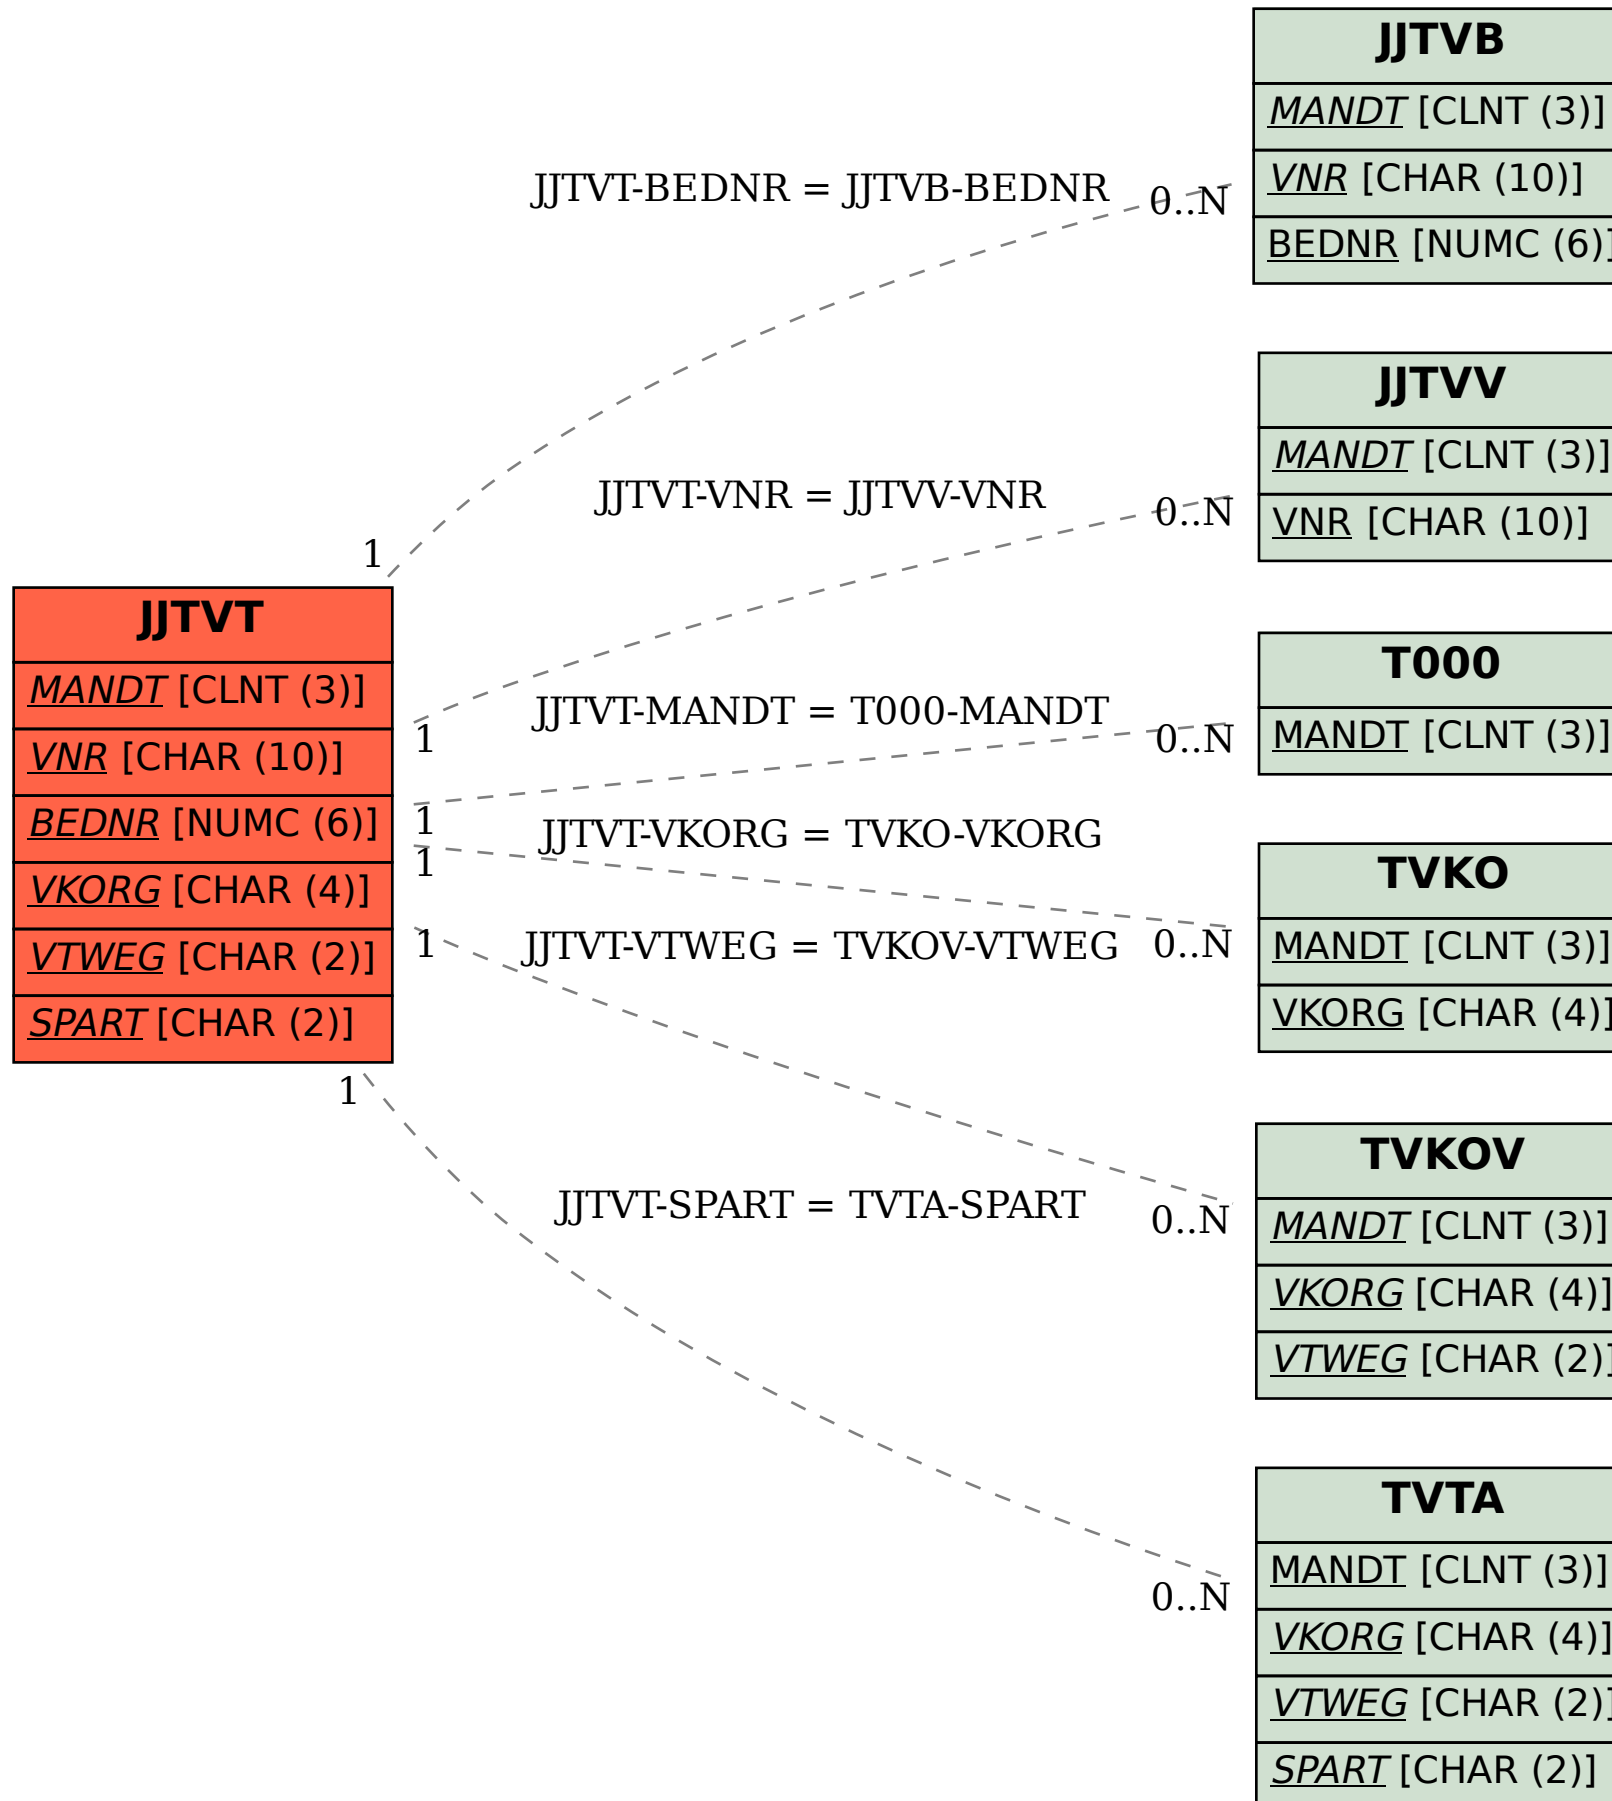 JJTVB
MANDT [CLNT (3)]
VNR [CHAR (10)]
BEDNR [NUMC (6)]
JJTVT-BEDNR = JJTVB-BEDNR
0..N
1
JJTVV
MANDT [CLNT (3)]
VNR [CHAR (10)]
JJTVT-VNR = JJTVV-VNR
0..N
1
JJTVT
MANDT [CLNT (3)]
VNR [CHAR (10)]
BEDNR [NUMC (6)]
VKORG [CHAR (4)]
VTWEG [CHAR (2)]
SPART [CHAR (2)]
T000
MANDT [CLNT (3)]
JJTVT-MANDT = T000-MANDT
0..N
1
JJTVT-VKORG = TVKO-VKORG
1
0..N
TVKO
MANDT [CLNT (3)]
VKORG [CHAR (4)]
JJTVT-VTWEG = TVKOV-VTWEG
1
0..N
TVKOV
MANDT [CLNT (3)]
VKORG [CHAR (4)]
VTWEG [CHAR (2)]
1
JJTVT-SPART = TVTA-SPART
0..N
TVTA
MANDT [CLNT (3)]
VKORG [CHAR (4)]
VTWEG [CHAR (2)]
SPART [CHAR (2)]